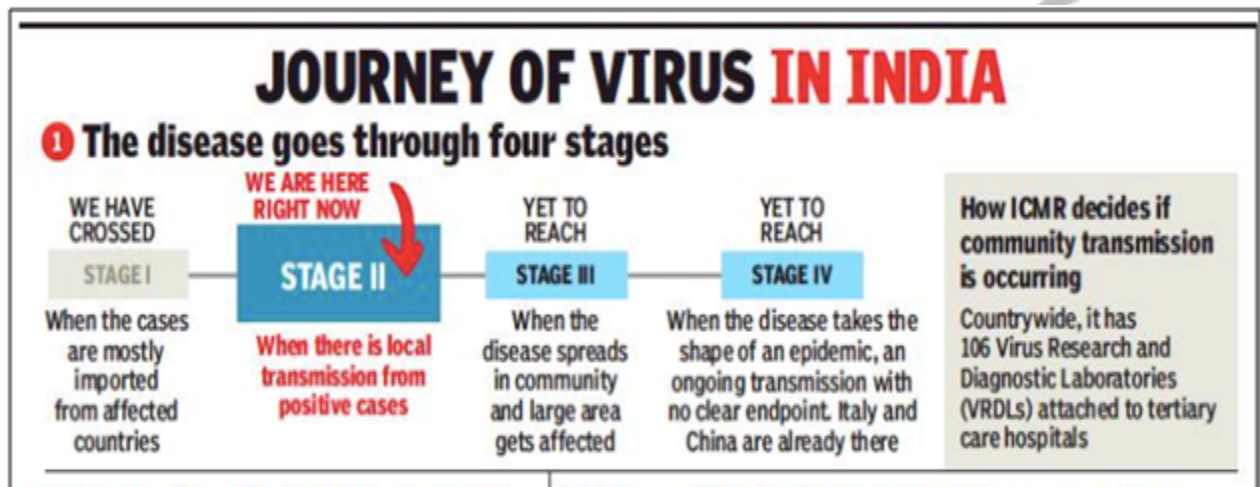 JOURNEY OF VIRUS IN INDIA
1 The disease goes through four stages
WE HAVE
CROSSED
STAGE I
When the cases
are mostly
imported
from affected
countries
WE ARE HERE
RIGHT NOW
STAGE II
When there is local
transmission from
positive cases
YET TO
REACH
STAGE III
When the
disease spreads
in community
and large area
gets affected
YET TO
REACH
STAGE IV
When the disease takes the
shape of an epidemic, an
ongoing transmission with
no clear endpoint. Italy and
China are already there
How ICMR decides if
community transmission
is occurring
Countrywide, it has
106 Virus Research and
Diagnostic Laboratories
(VRDLs) attached to tertiary
care hospitals